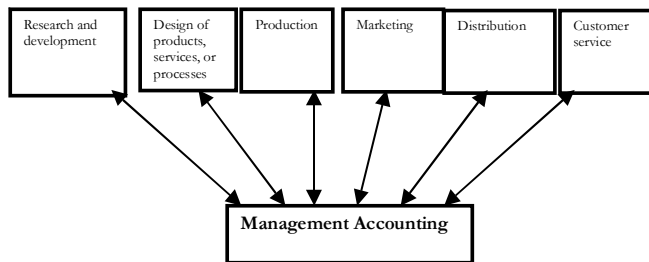 Research and
development
Design of
products,
services, or
processes
Production
Marketing
Distribution
Customer
service
Management Accounting